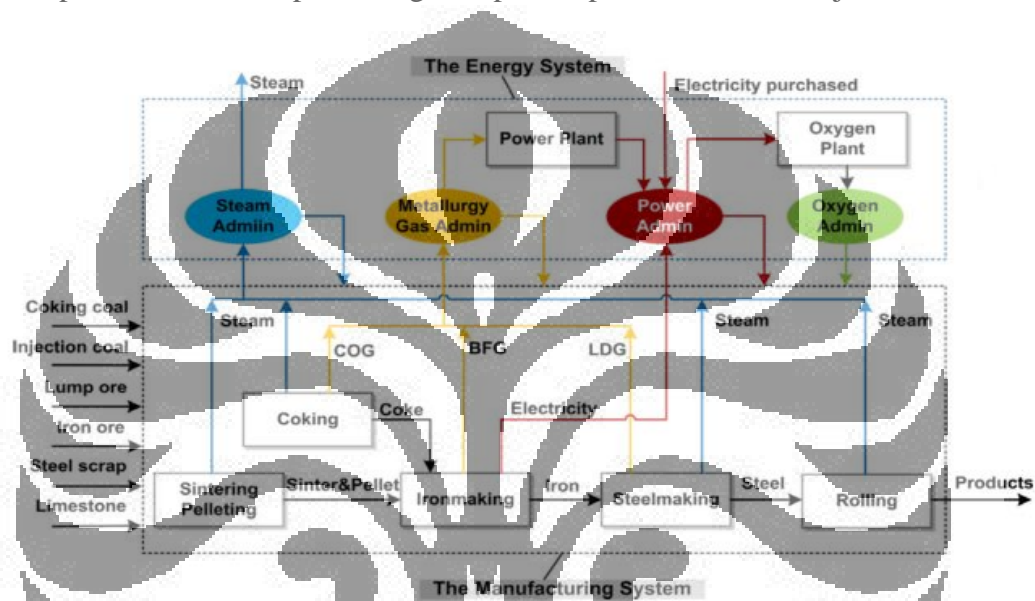 The Energy System
Steam
Electricity purchased
Power Plant
Oxygen
Plant
Steam
Admiin
Metallurgy
Gas Admin
Power
Admin
Oxygen
Admin
Coking coal
Injection coal
Lump ore
Iron ore
Steel scrap
Limestone
Steam
Steam
Steam
COG
BFG
LDG
Coking
Coke
Electricity
Sintering
Pelleting
Sinter&Pellet
Ironmaking
Iron
Steelmaking
Steel
Rolling
Products
The Manufacturing System